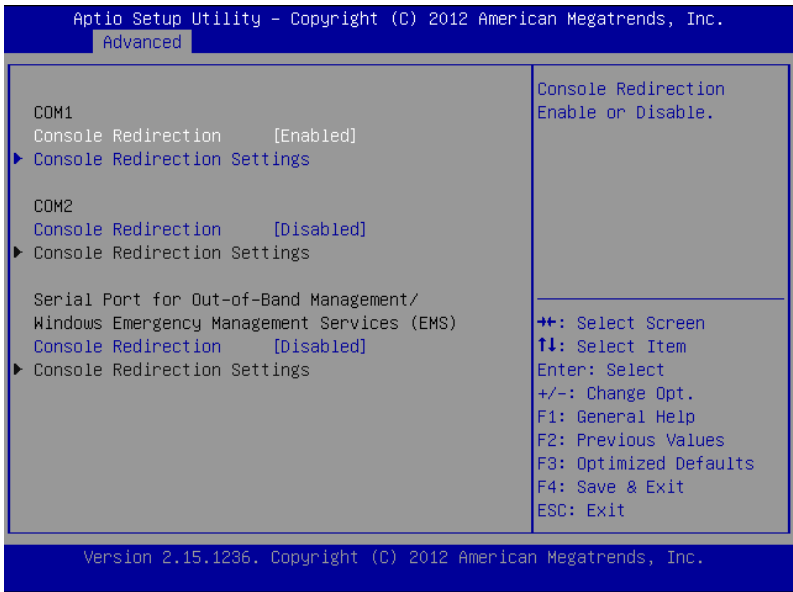 Aptio Setup Utility – Copyright (C) 2012 American Megatrends, Inc.
Advanced
COM1
Console Redirection [Enabled]
Console Redirection Settings
COM2
Console Redirection [Disabled]
Console Redirection Settings
Serial Port for Out-of-Band Management/
Windows Emergency Management Services (EMS)
Console Redirection [Disabled]
Console Redirection Settings
Console Redirection
Enable or Disable.
→←: Select Screen
↑↓: Select Item
Enter: Select
+/-: Change Opt.
F1: General Help
F2: Previous Values
F3: Optimized Defaults
F4: Save & Exit
ESC: Exit
Version 2.15.1236. Copyright (C) 2012 American Megatrends, Inc.